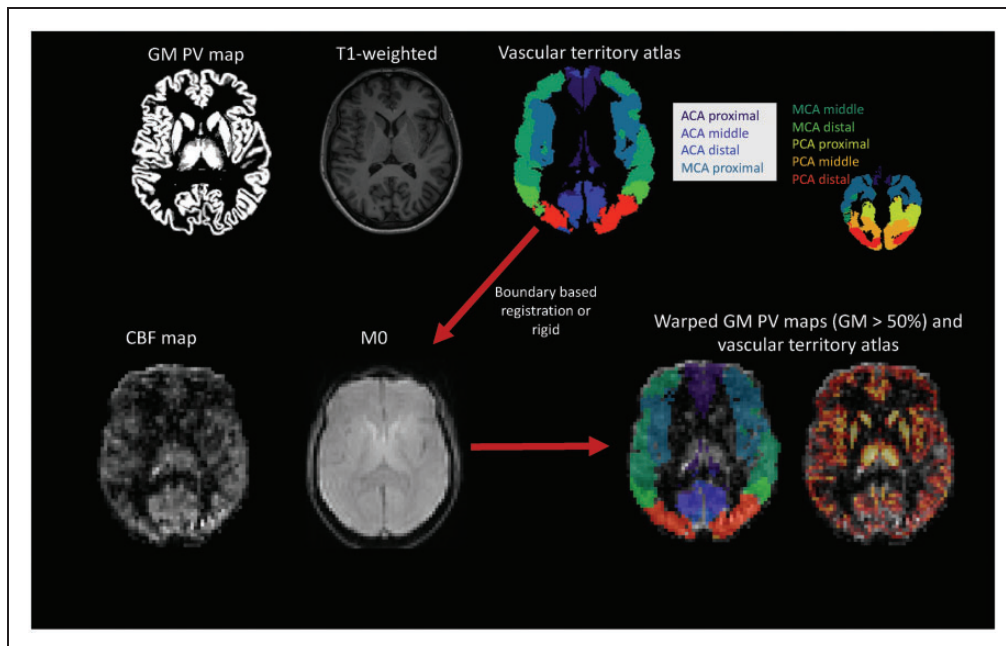 GM PV map
T1-weighted
Vascular territory atlas
ACA proximal
ACA middle
ACA distal
MCA proximal
MCA middle
MCA distal
PCA proximal
PCA middle
PCA distal
Boundary based
registration or
rigid
CBF map
M0
Warped GM PV maps (GM > 50%) and
vascular territory atlas